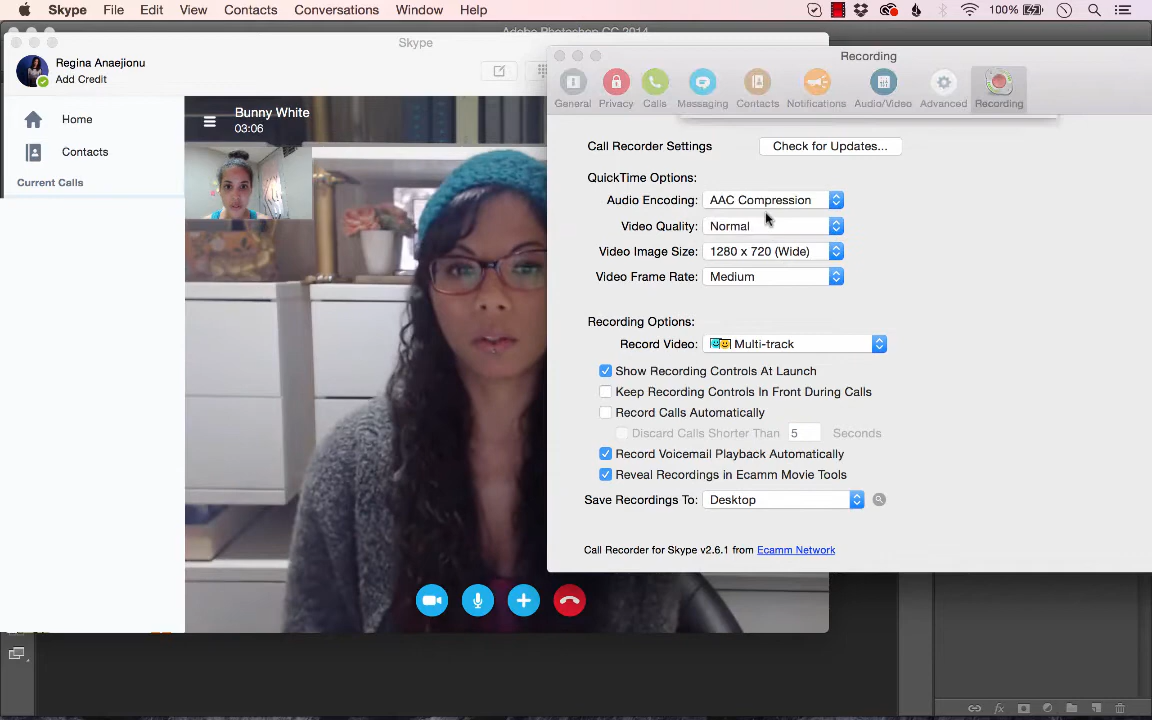 Skype File Edit View Contacts Conversations Window Help 100%
Adobe Photoshop CC 2014
Skype
Regina Anaejionu
Add Credit
Home
Contacts
Current Calls
Bunny White
03:06
Recording
General Privacy Calls Messaging Contacts Notifications Audio/Video Advanced Recording
Call Recorder Settings Check for Updates...
QuickTime Options:
Audio Encoding: AAC Compression
Video Quality: Normal
Video Image Size: 1280 x 720 (Wide)
Video Frame Rate: Medium
Recording Options:
Record Video: Multi-track
Show Recording Controls At Launch
Keep Recording Controls In Front During Calls
Record Calls Automatically
Discard Calls Shorter Than 5 Seconds
Record Voicemail Playback Automatically
Reveal Recordings in Ecamm Movie Tools
Save Recordings To: Desktop
Call Recorder for Skype v2.6.1 from Ecamm Network
fx